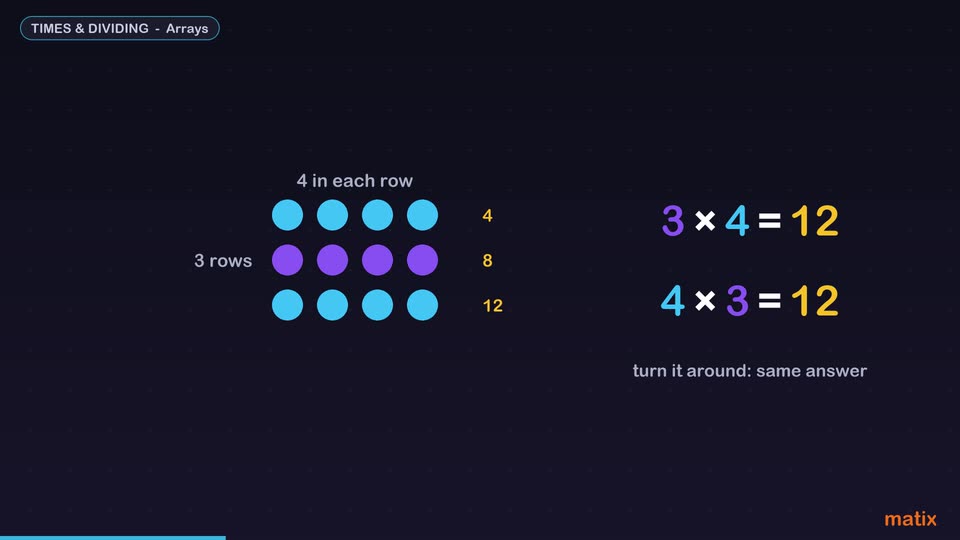 TIMES & DIVIDING - Arrays
4 in each row
4
3 rows
8
12
3 × 4 = 12
4 × 3 = 12
turn it around: same answer
matix